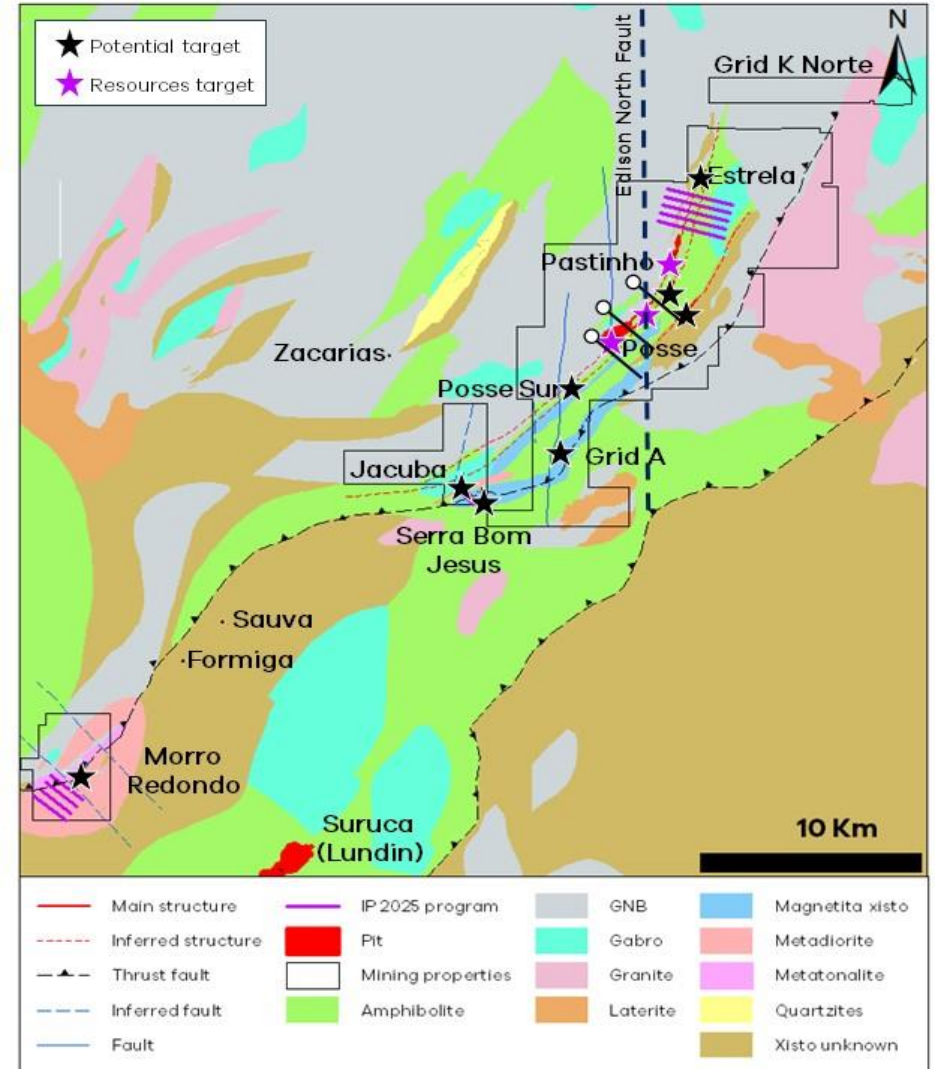 Potential target
Resources target
Edison North Fault
N
Grid K Norte
Estrela
Pastinho
Zacarias
Posse
Posse Sur
Grid A
Jacuba
Serra Bom
Jesus
Sauva
Formiga
Morro
Redondo
Suruca
(Lundin)
10 Km
Main structure
Inferred structure
Thrust fault
Inferred fault
Fault
IP 2025 program
Pit
Mining properties
Amphibolite
GNB
Gabro
Granite
Laterite
Magnetita xisto
Metadiorite
Metatonalite
Quartzites
Xisto unknown